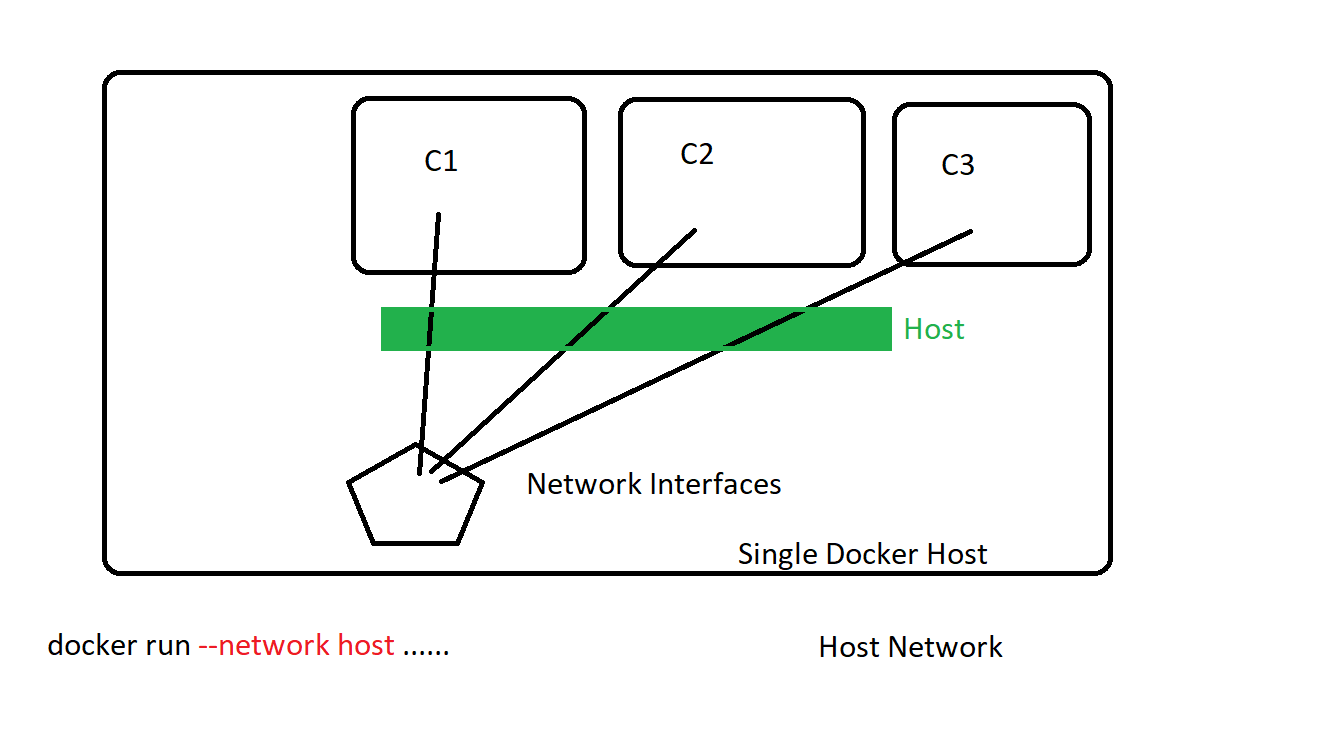 C1
C2
C3
Host
Network Interfaces
Single Docker Host
docker run --network host ......
Host Network